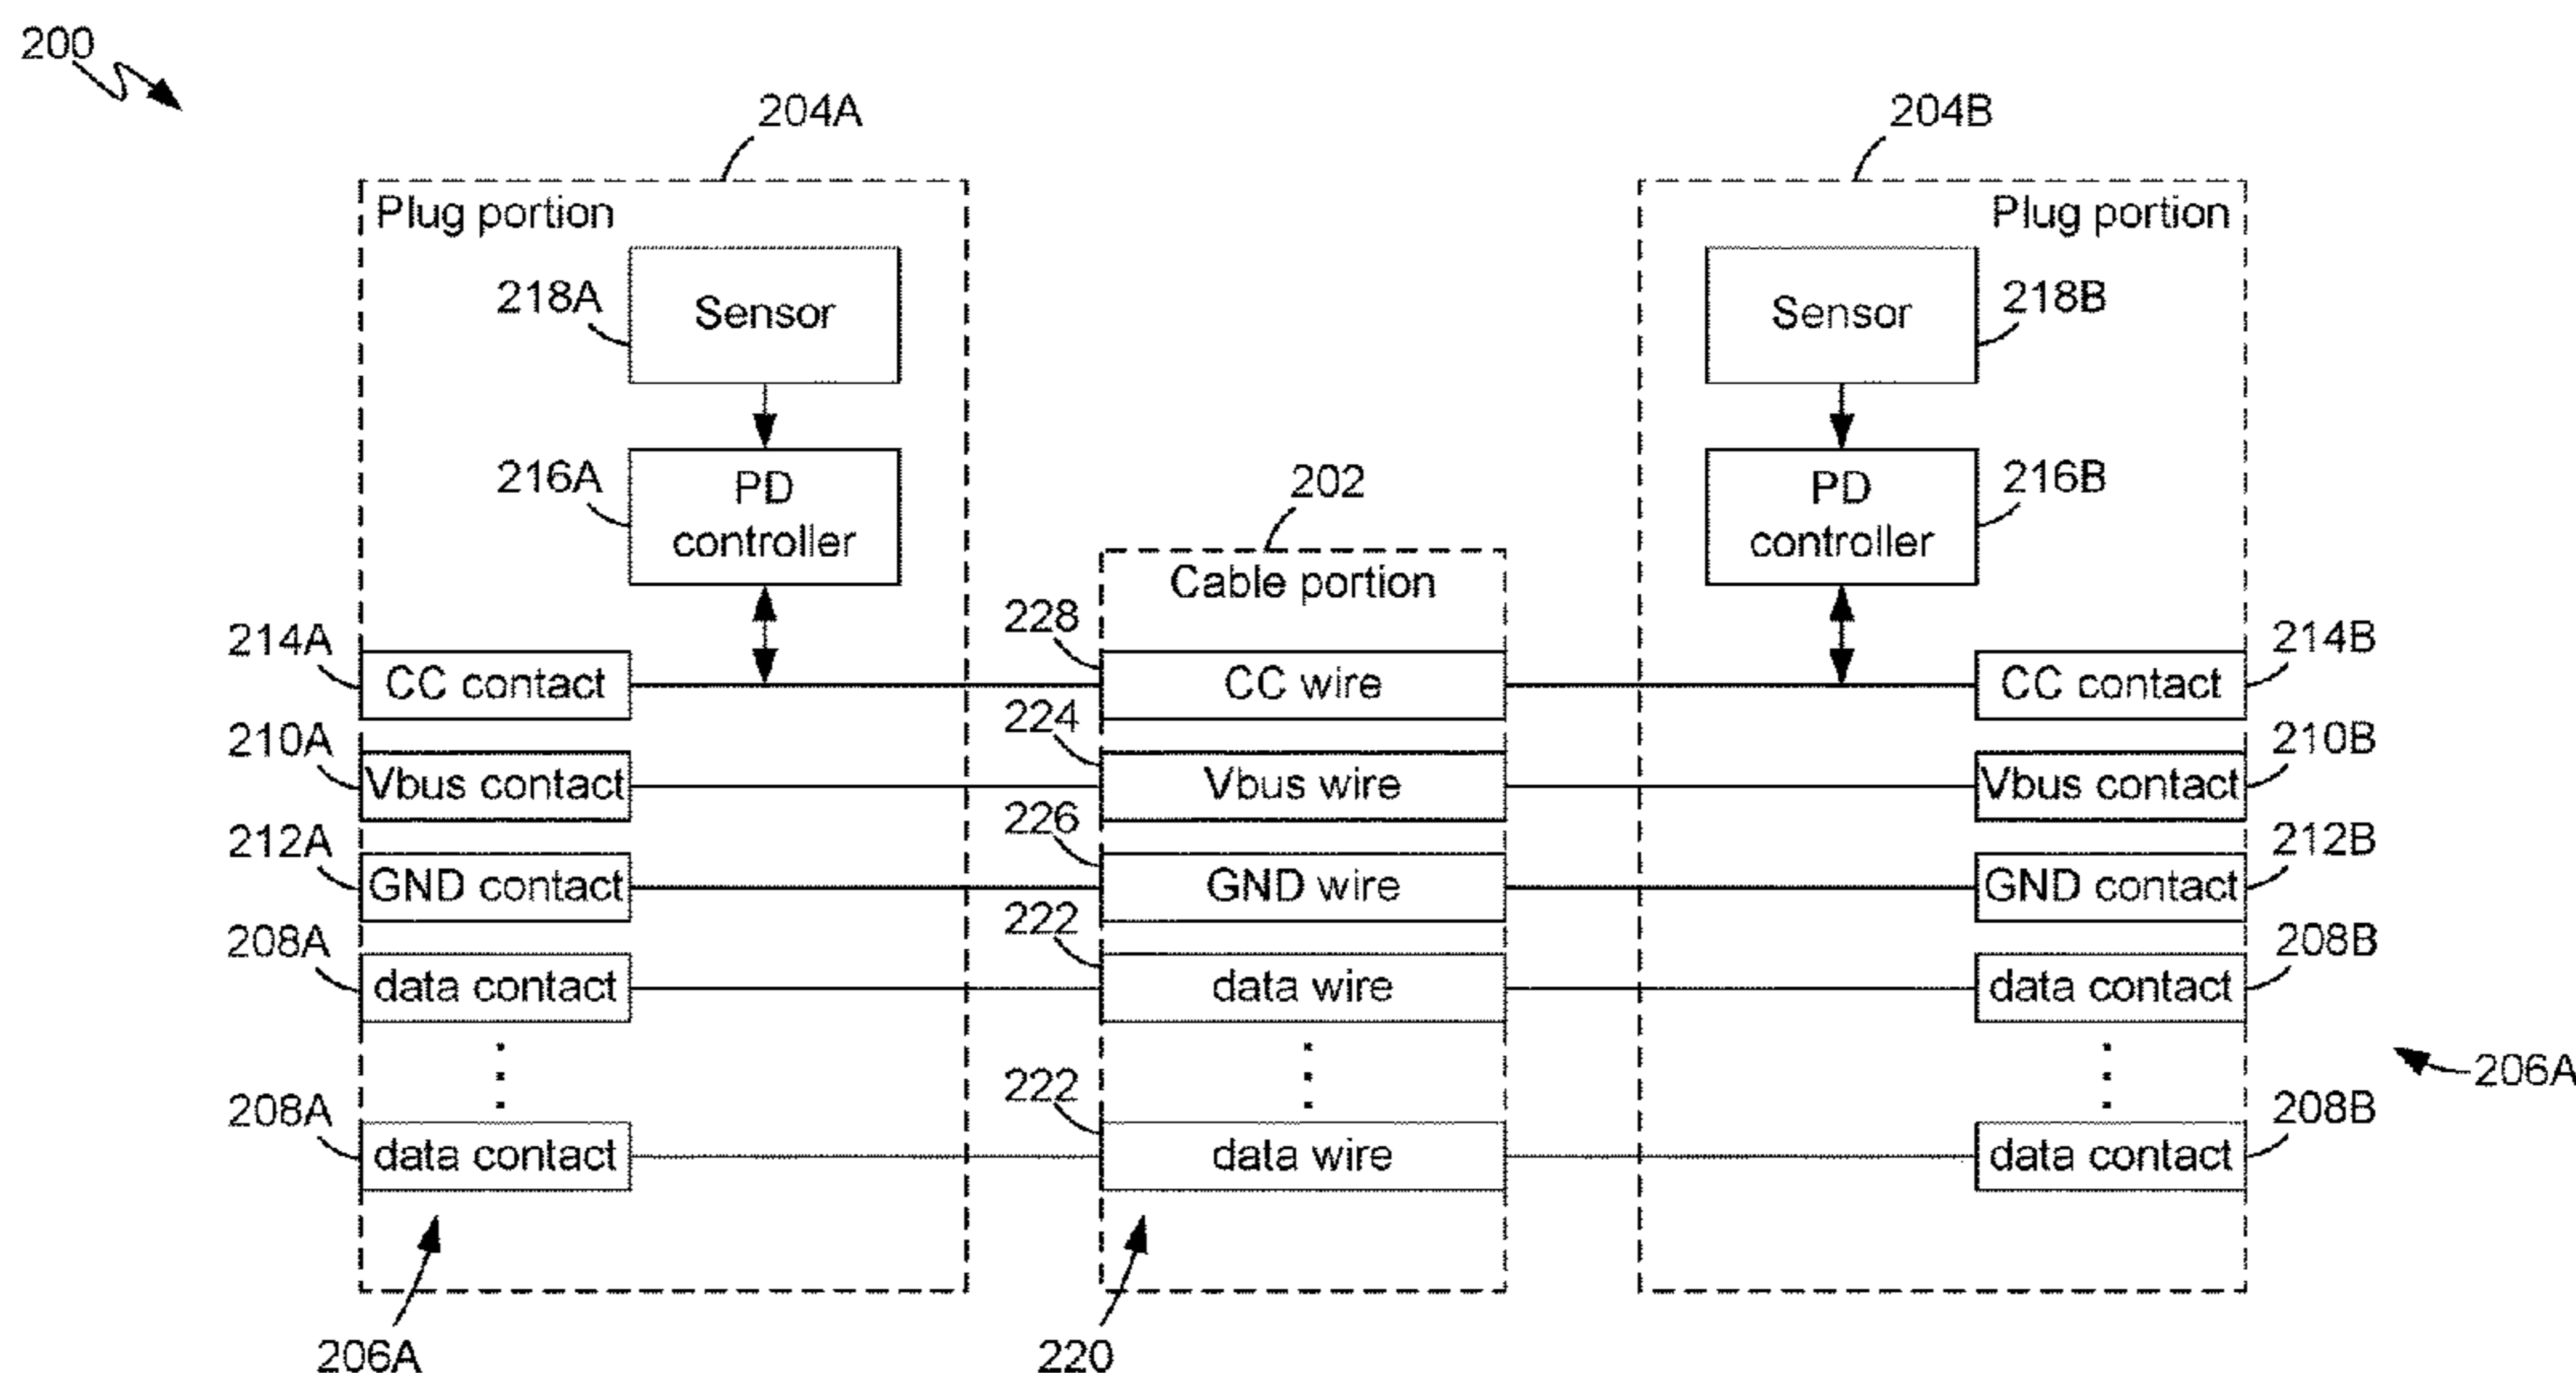 200
204A
204B
Plug portion
Plug portion
218A
Sensor
Sensor
218B
216A
PD
controller
202
PD
controller
216B
Cable portion
228
214A
CC contact
CC wire
CC contact
214B
224
210A
Vbus contact
Vbus wire
Vbus contact
210B
226
212A
GND contact
GND wire
GND contact
212B
222
208A
data contact
data wire
data contact
208B
206A
222
208A
data contact
data wire
data contact
208B
206A
220